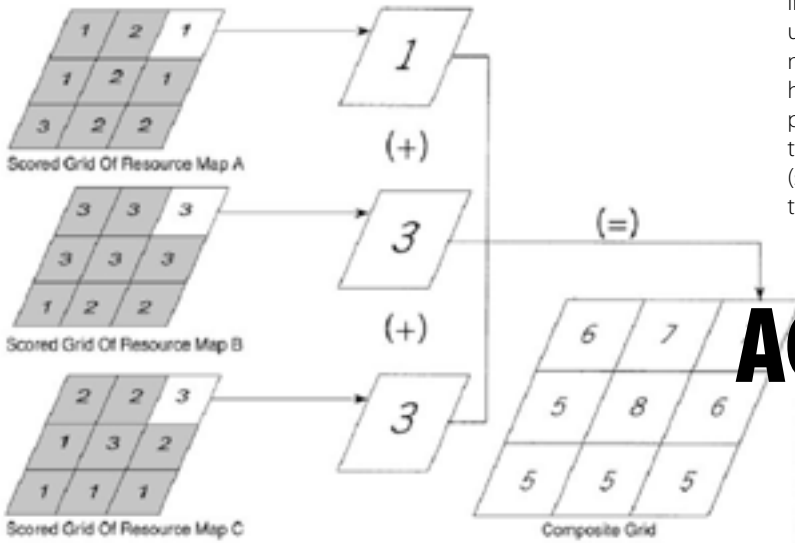 1 2 1
1 2 1
3 2 2
Scored Grid Of Resource Map A
1
(+)
3 3 3
3 3 3
1 2 2
Scored Grid Of Resource Map B
3
(=)
(+)
2 2 3
1 3 2
1 1 1
Scored Grid Of Resource Map C
3
6 7
5 8 6
5 5 5
Composite Grid